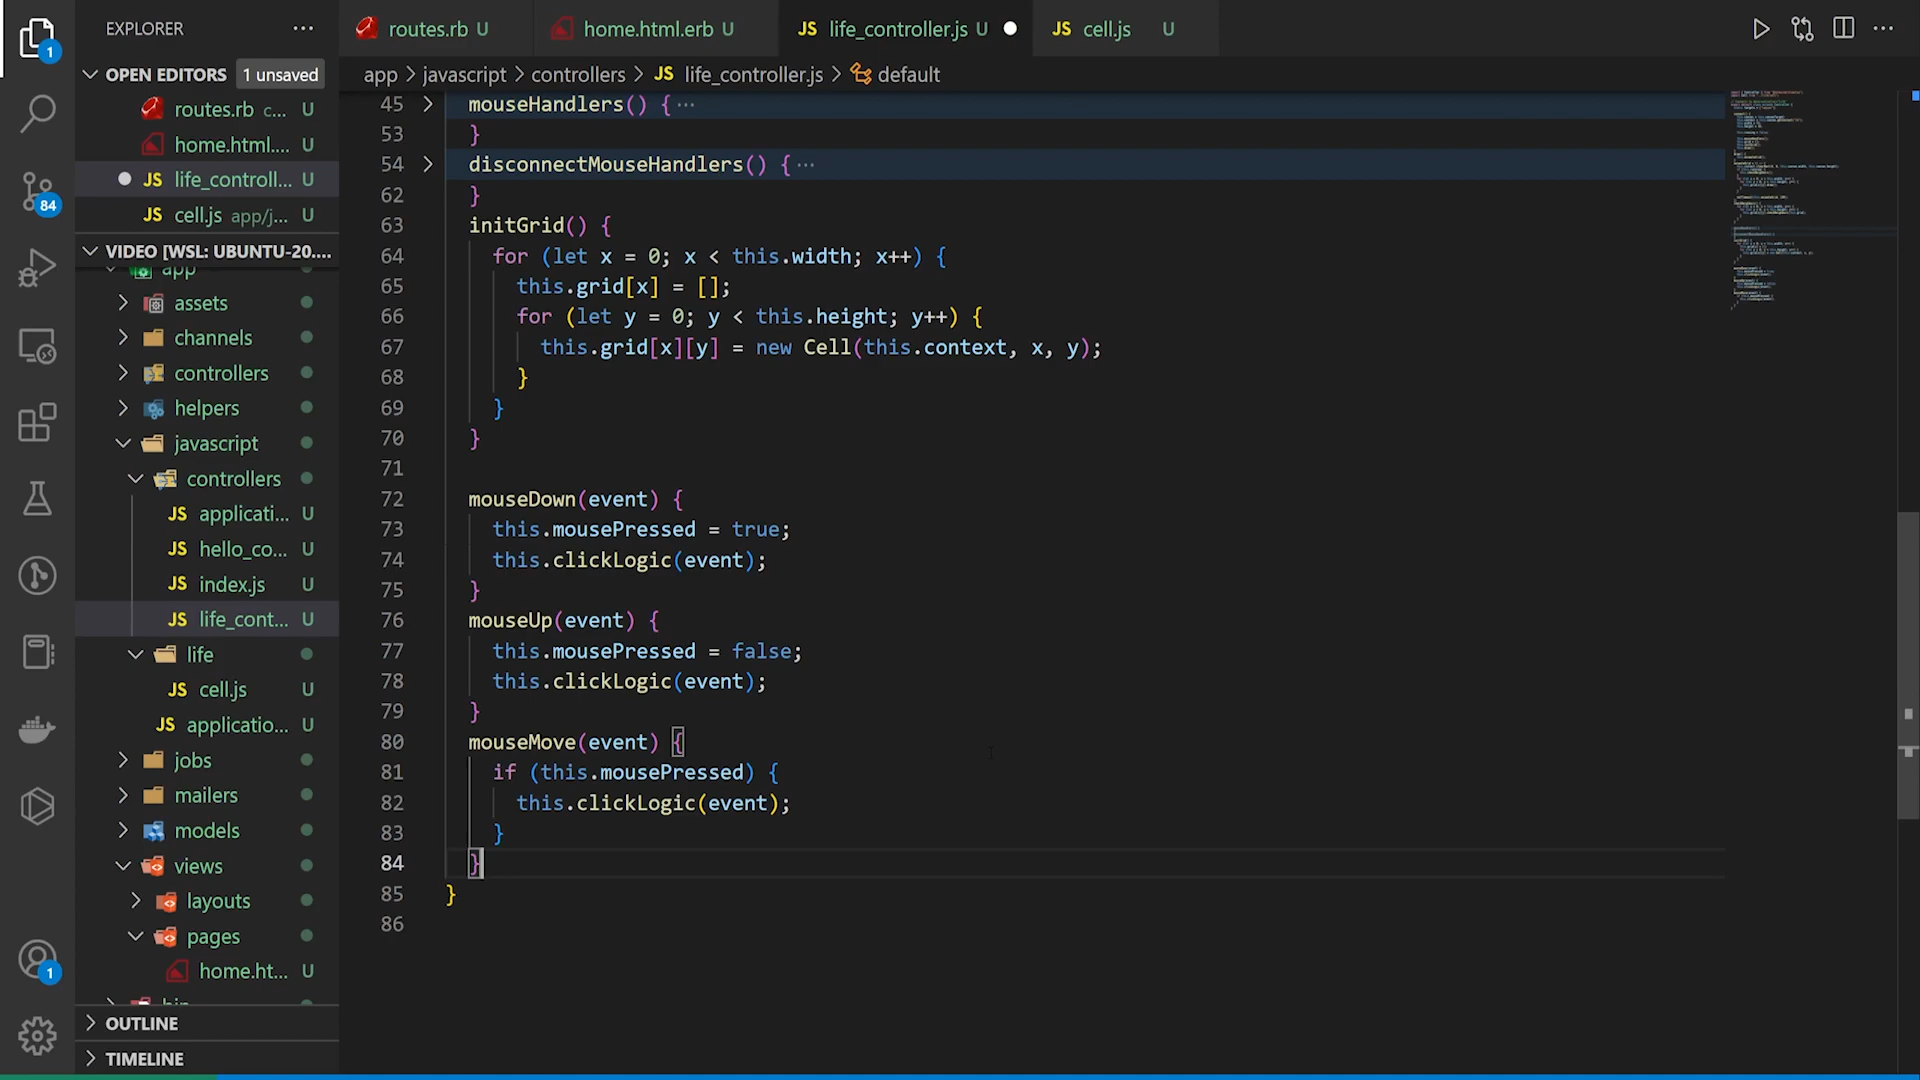 EXPLORER
OPEN EDITORS 1 unsaved
routes.rb c... U
home.html.... U
JS life_controll... U
JS cell.js app/j... U
VIDEO [WSL: UBUNTU-20....
app
assets
channels
controllers
helpers
javascript
controllers
JS applicati... U
JS hello_co... U
JS index.js U
JS life_cont... U
life
JS cell.js U
JS applicatio... U
jobs
mailers
models
views
layouts
pages
home.ht... U
bin
OUTLINE
TIMELINE
1
84
1
routes.rb U
home.html.erb U
JS life_controller.js U
JS cell.js U
app > javascript > controllers > JS life_controller.js > default
45 mouseHandlers() { ...
53 }
54 disconnectMouseHandlers() { ...
62 }
63 initGrid() {
64 for (let x = 0; x < this.width; x++) {
65 this.grid[x] = [];
66 for (let y = 0; y < this.height; y++) {
67 this.grid[x][y] = new Cell(this.context, x, y);
68 }
69 }
70 }
71
72 mouseDown(event) {
73 this.mousePressed = true;
74 this.clickLogic(event);
75 }
76 mouseUp(event) {
77 this.mousePressed = false;
78 this.clickLogic(event);
79 }
80 mouseMove(event) {
81 if (this.mousePressed) {
82 this.clickLogic(event);
83 }
84 }
85 }
86